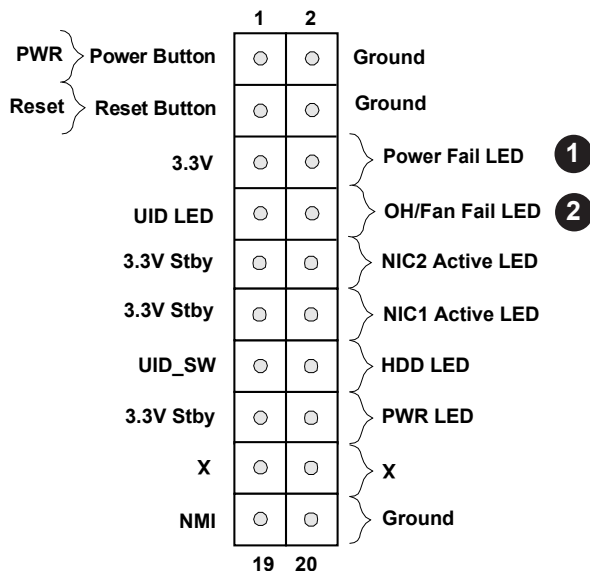 1 2
PWR Power Button Ground
Reset Reset Button Ground
3.3V Power Fail LED 1
UID LED OH/Fan Fail LED 2
3.3V Stby NIC2 Active LED
3.3V Stby NIC1 Active LED
UID_SW HDD LED
3.3V Stby PWR LED
X X
NMI Ground
19 20